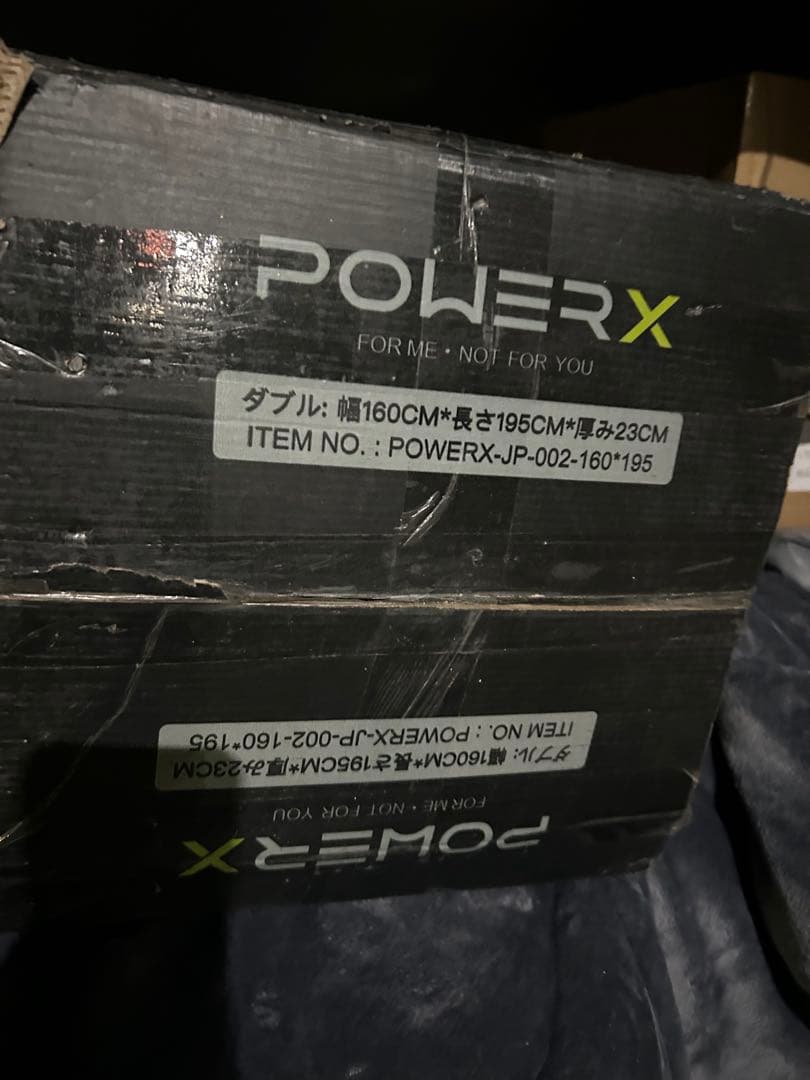 POWERX
FOR ME • NOT FOR YOU
ダブル: 幅160CM*長さ195CM*厚み23CM
ITEM NO. : POWERX-JP-002-160*195
ダブル: 幅160CM*長さ195CM*厚み23CM
ITEM NO. : POWERX-JP-002-160*195
POWERX
FOR ME • NOT FOR YOU